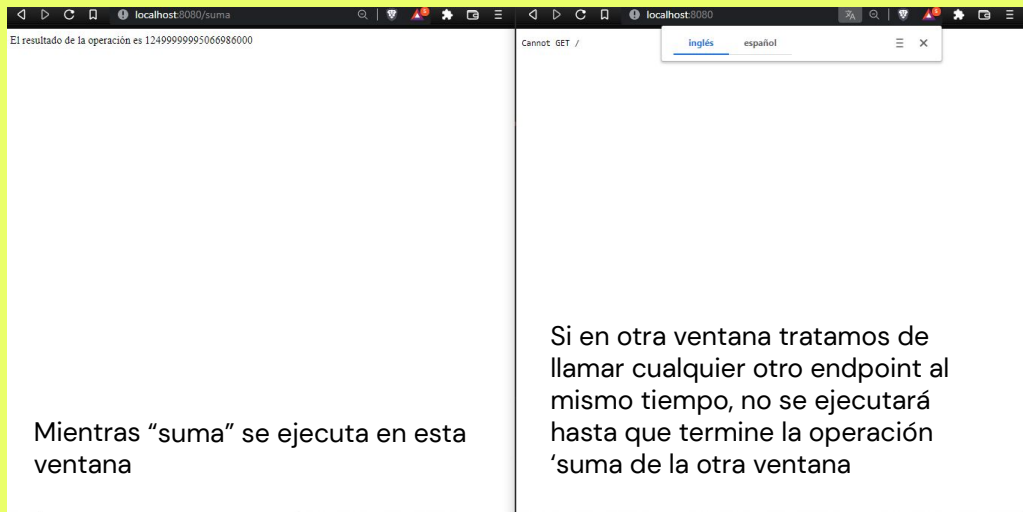 localhost:8080/suma
El resultado de la operación es 12499999995066986000
Mientras “suma” se ejecuta en esta
ventana
localhost:8080
Cannot GET /
inglés español
Si en otra ventana tratamos de
llamar cualquier otro endpoint al
mismo tiempo, no se ejecutará
hasta que termine la operación
‘suma de la otra ventana